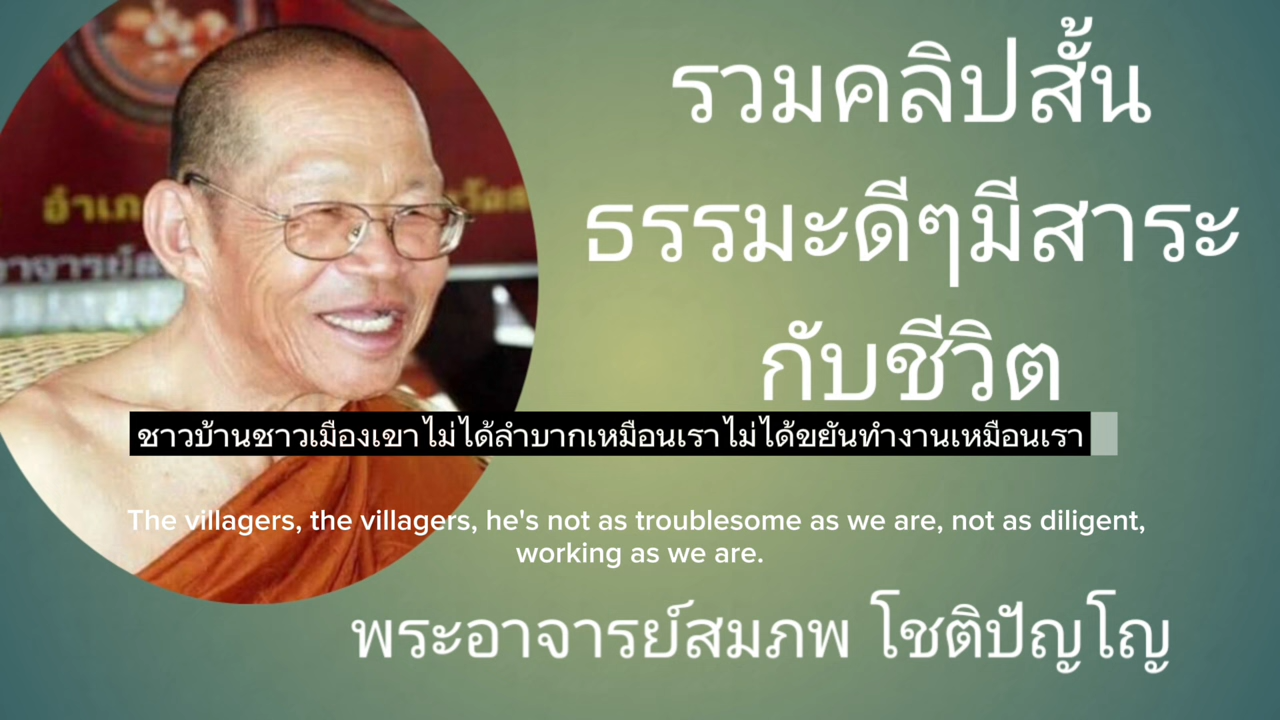 รวมคลิปสั้น
ธรรมะดีๆมีสาระ
กับชีวิต
ชาวบ้านชาวเมืองเขาไม่ได้ลำบากเหมือนเราไม่ได้ขยันทำงานเหมือนเรา
The villagers, the villagers, he's not as troublesome as we are, not as diligent,
working as we are.
พระอาจารย์สมภพ โชติปัญโญ